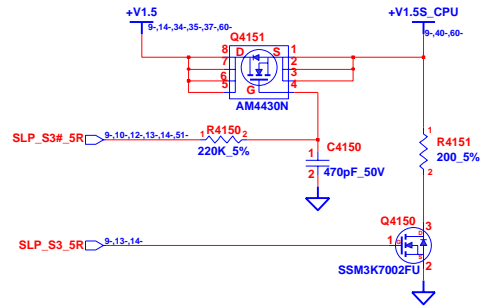 +V1.5
9-,14-,34-,35-,37-,60-
+V1.5S_CPU
9-,40-,60-
Q4151
8 D S 1
7 2
6 3
5 G 4
AM4430N
SLP_S3#_5R
9-,10-,12-,13-,14-,51-
1 R4150 2
220K_5%
1 C4150
2 470pF_50V
1
R4151
200_5%
2
Q4150
SLP_S3_5R
9-,13-,14-
1 G D 3
S 2
SSM3K7002FU